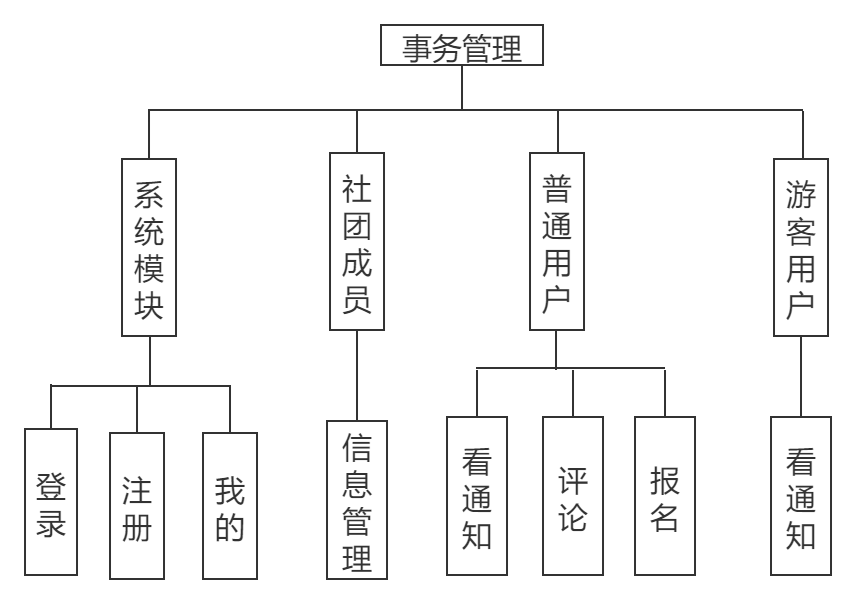 事务管理
系统模块
社团成员
普通用户
游客用户
登录
注册
我的
信息管理
看通知
评论
报名
看通知